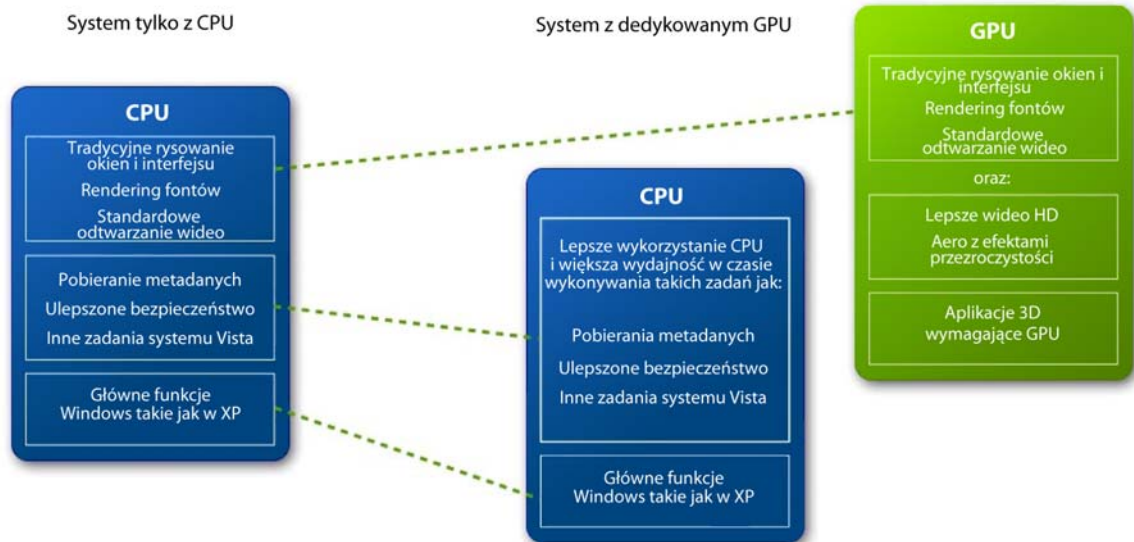 System tylko z CPU
System z dedykowanym GPU
CPU
Tradycyjne rysowanie
okien i interfejsu
Rendering fontów
Standardowe
odtwarzanie wideo
Pobieranie metadanych
Ulepszone bezpieczeństwo
Inne zadania systemu Vista
Główne funkcje
Windows takie jak w XP
CPU
Lepsze wykorzystanie CPU
i większa wydajność w czasie
wykonywania takich zadań jak:
Pobierania metadanych
Ulepszone bezpieczeństwo
Inne zadania systemu Vista
Główne funkcje
Windows takie jak w XP
GPU
Tradycyjne rysowanie okien i
interfejsu
Rendering fontów
Standardowe
odtwarzanie wideo
oraz:
Lepsze wideo HD
Aero z efektami
przezroczystości
Aplikacje 3D
wymagające GPU